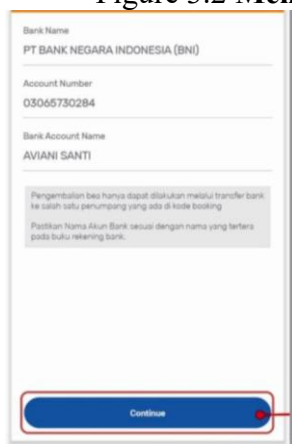 Figure 3.2
Bank Name
PT BANK NEGARA INDONESIA (BNI)
Account Number
03065730284
Bank Account Name
AVIANI SANTI
Pengembalian bea hanya dapat dilakukan melalui transfer bank
ke salah satu penumpang yang ada di kode booking
Pastikan Nama Akun Bank sesuai dengan nama yang tertera
pada buku rekening bank.
Continue